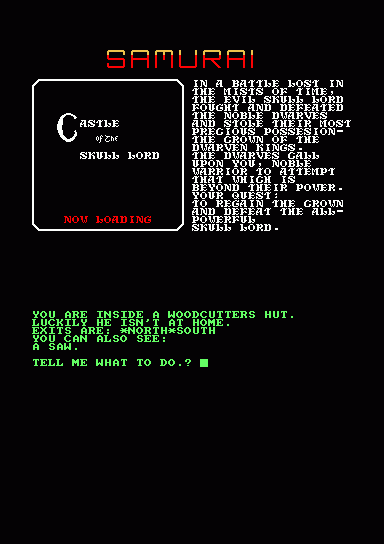 SAMURAI
CASTLE
of The
SKULL LORD
NOW LOADING
IN A BATTLE LOST IN
THE MISTS OF TIME,
THE EVIL SKULL LORD
FOUGHT AND DEFEATED
THE NOBLE DWARVES
AND STOLE THEIR MOST
PRECIOUS POSSESION-
THE CROWN OF THE
DWARVEN KINGS.
THE DWARVES CALL
UPON YOU, NOBLE
WARRIOR TO ATTEMPT
THAT WHICH IS
BEYOND THEIR POWER.
YOUR QUEST:
TO REGAIN THE CROWN
AND DEFEAT THE ALL-
POWERFUL
SKULL LORD.
YOU ARE INSIDE A WOODCUTTERS HUT.
LUCKILY HE ISN'T AT HOME.
EXITS ARE: *NORTH*SOUTH
YOU CAN ALSO SEE:
A SAW.
TELL ME WHAT TO DO.?